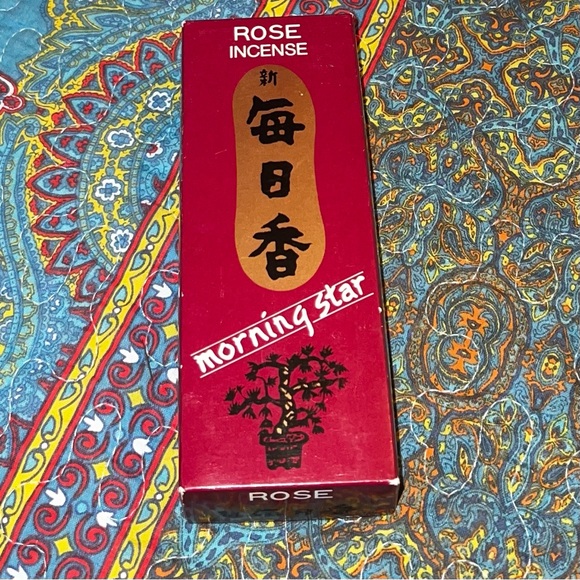 ROSE
INCENSE
新
毎
日
香
morning star
ROSE